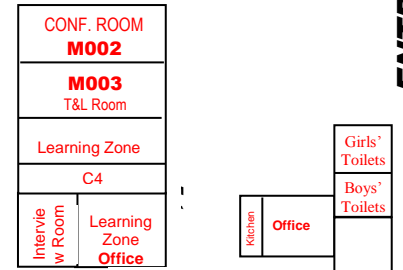 CONF. ROOM
M002
M003
T&L Room
Learning Zone
C4
Intervie
w Room
Learning
Zone
Office
Kitchen
Office
Girls'
Toilets
Boys'
Toilets